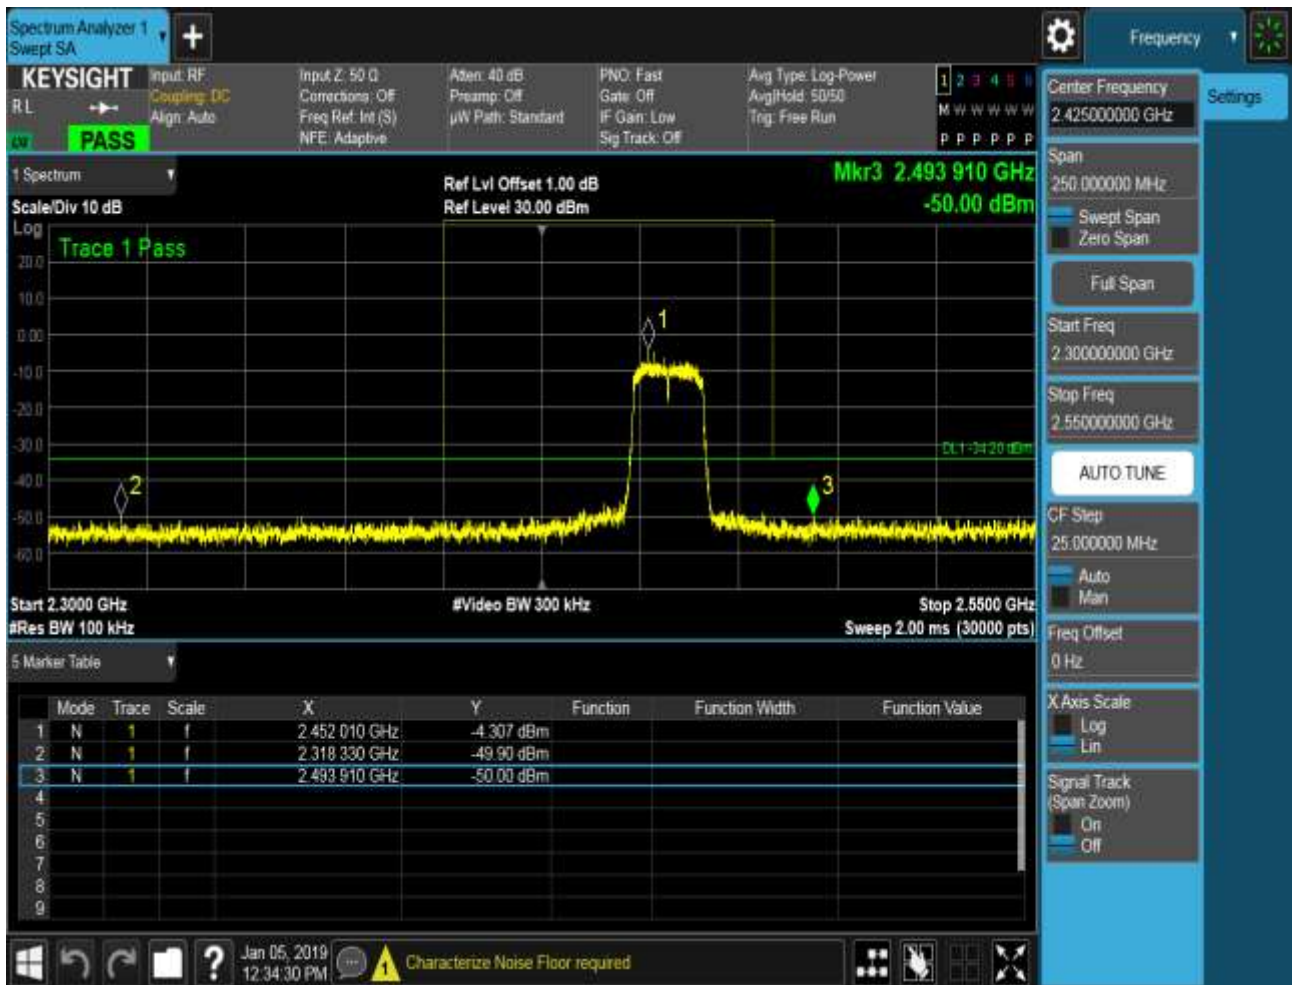 Spectrum Analyzer 1
Swept SA
+
Frequency
KEYSIGHT
R L
PASS
Input: RF
Coupling: DC
Align: Auto
Input Z: 50 Ω
Corrections: Off
Freq Ref: Int (S)
NFE: Adaptive
Atten: 40 dB
Preamp: Off
µW Path: Standard
PNO: Fast
Gate: Off
IF Gain: Low
Sig Track: Off
Avg Type: Log-Power
Avg|Hold: 50/50
Trig: Free Run
1 2 3 4 5 6
M W W W W W
P P P P P P
1 Spectrum
Scale/Div 10 dB
Ref Lvl Offset 1.00 dB
Ref Level 30.00 dBm
Mkr3 2.493 910 GHz
-50.00 dBm
Log
Trace 1 Pass
20.0
10.0
0.00
-10.0
-20.0
-30.0
-40.0
-50.0
-60.0
1
2
3
DL1 -34.20 dBm
Start 2.3000 GHz
#Video BW 300 kHz
Stop 2.5500 GHz
#Res BW 100 kHz
Sweep 2.00 ms (30000 pts)
5 Marker Table
Mode Trace Scale X Y Function Function Width Function Value
1 N 1 f 2.452 010 GHz -4.307 dBm
2 N 1 f 2.318 330 GHz -49.90 dBm
3 N 1 f 2.493 910 GHz -50.00 dBm
4
5
6
7
8
9
Center Frequency
2.425000000 GHz
Settings
Span
250.000000 MHz
Swept Span
Zero Span
Full Span
Start Freq
2.300000000 GHz
Stop Freq
2.550000000 GHz
AUTO TUNE
CF Step
25.000000 MHz
Auto
Man
Freq Offset
0 Hz
X Axis Scale
Log
Lin
Signal Track
(Span Zoom)
On
Off
?
Jan 05, 2019
12:34:30 PM
1
Characterize Noise Floor required